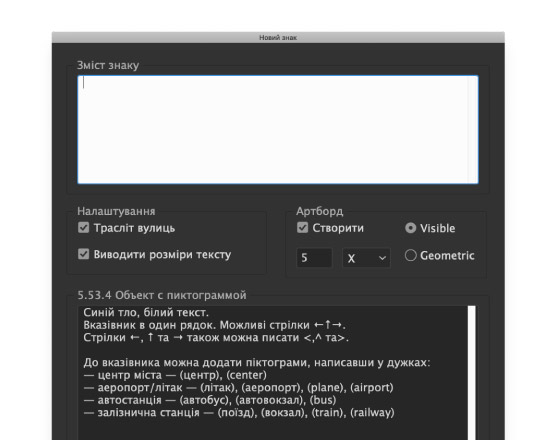 Новий знак
Зміст знаку
Налаштування
Трасліт вулиць
Виводити розміри тексту
Артборд
Створити
Visible
5
X
Geometric
5.53.4 Объект с пиктограммой
Синій тло, білий текст.
Вказівник в один рядок. Можливі стрілки ←↑→.
Стрілки ←, ↑ та → також можна писати <,^ та>.
До вказівника можна додати піктограми, написавши у дужках:
— центр міста — (центр), (center)
— аеропорт/літак — (літак), (аеропорт), (plane), (airport)
— автостанція — (автобус), (автовокзал), (bus)
— залізнична станція — (поїзд), (вокзал), (train), (railway)